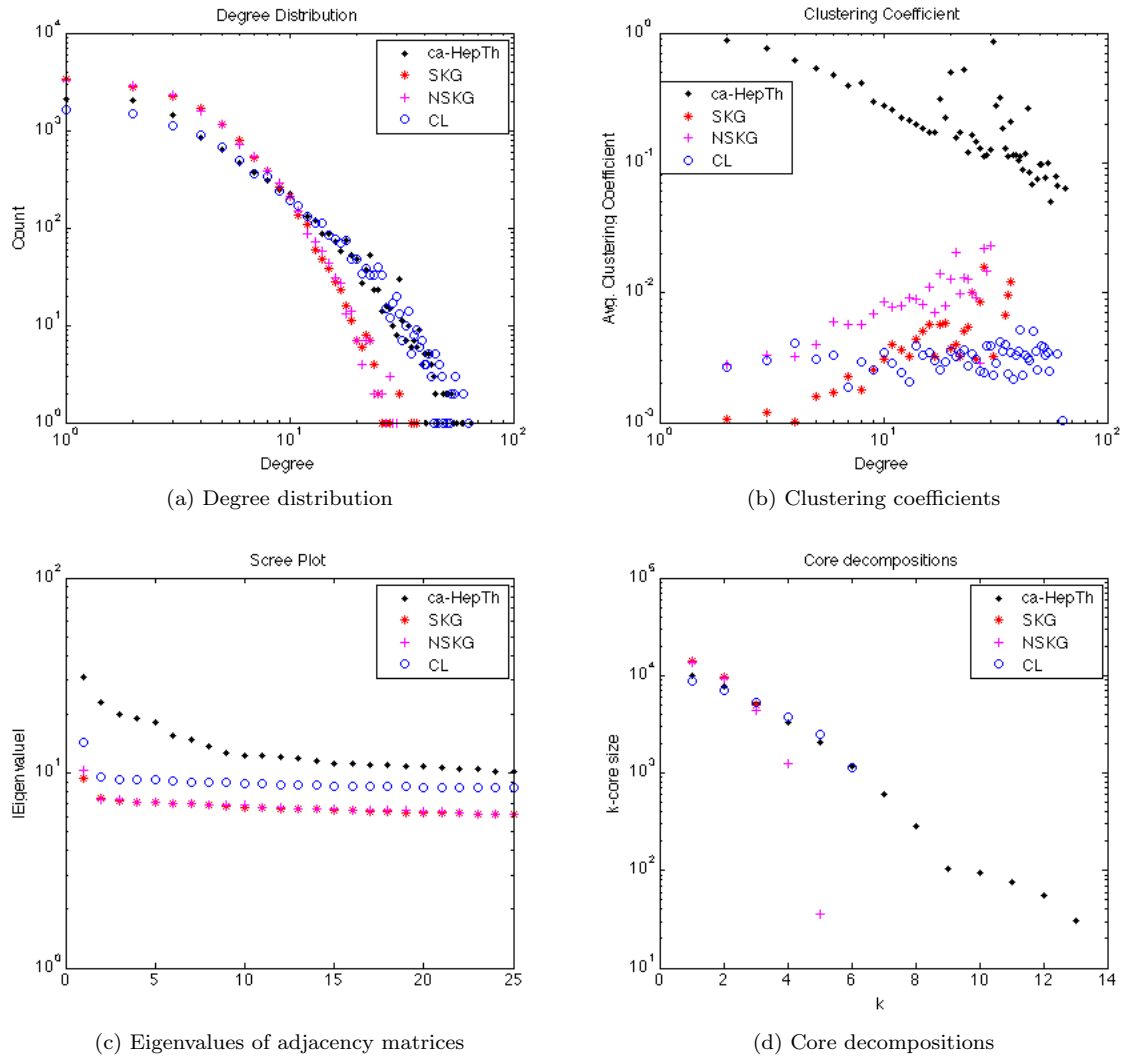 Degree Distribution
10^4
10^3
10^2
10^1
10^0
Count
10^0
10^1
10^2
Degree
ca-HepTh
SKG
NSKG
CL
(a) Degree distribution
Clustering Coefficient
10^0
10^-1
10^-2
10^-3
Avg. Clustering Coefficient
10^0
10^1
10^2
Degree
ca-HepTh
SKG
NSKG
CL
(b) Clustering coefficients
Scree Plot
10^2
10^1
10^0
|Eigenvalue|
0
5
10
15
20
25
ca-HepTh
SKG
NSKG
CL
(c) Eigenvalues of adjacency matrices
Core decompositions
10^5
10^4
10^3
10^2
10^1
k-core size
0
2
4
6
8
10
12
14
k
ca-HepTh
SKG
NSKG
CL
(d) Core decompositions